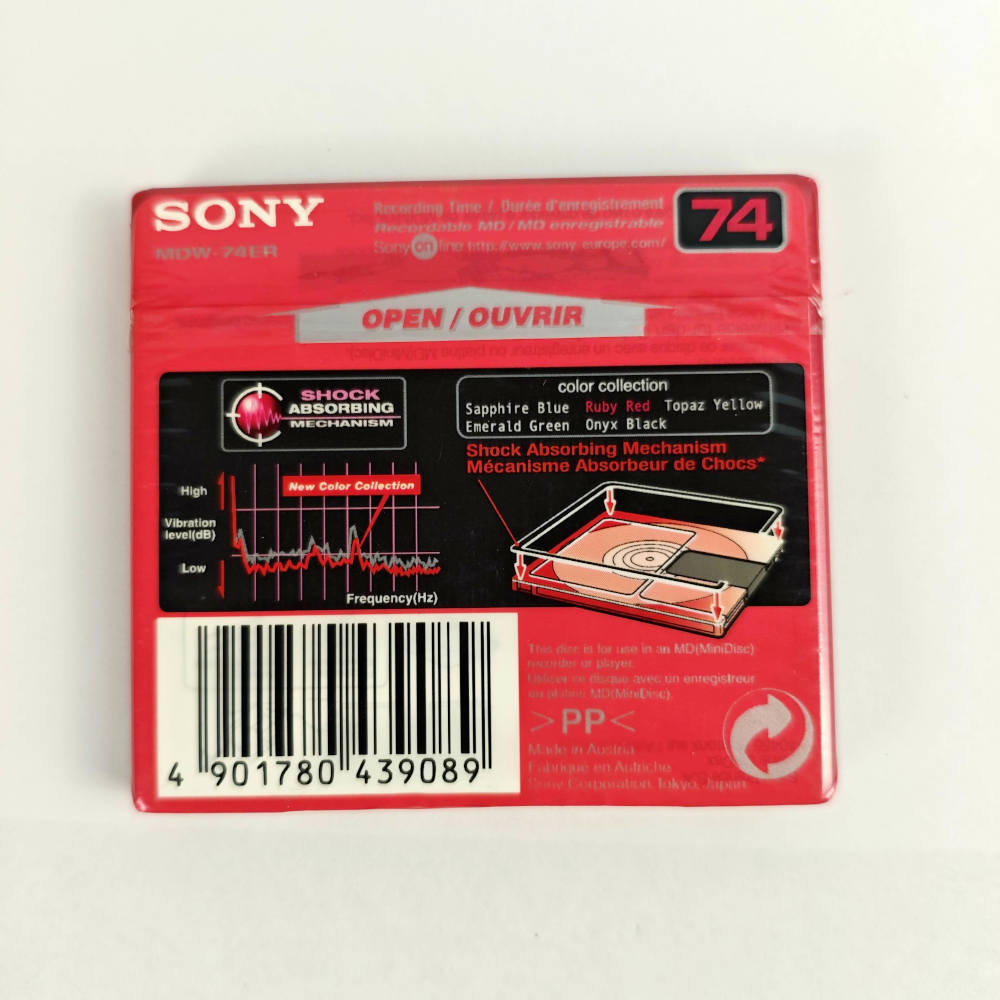 SONY
MDW-74ER
Recording Time / Durée d'enregistrement
Recordable MD / MD enregistrable
Sony on line http://www.sony-europe.com/
74
OPEN / OUVRIR
SHOCK
ABSORBING
MECHANISM
color collection
Sapphire Blue Ruby Red Topaz Yellow
Emerald Green Onyx Black
Shock Absorbing Mechanism
Mécanisme Absorbeur de Chocs*
New Color Collection
High
Vibration
level(dB)
Low
Frequency(Hz)
This disc is for use in an MD(MiniDisc)
recorder or player.
Utiliser ce disque avec un enregistreur
ou platine MD(MiniDisc).
>PP<
Made in Austria
Fabriqué en Autriche
Sony Corporation, Tokyo, Japan
4 901780 439089